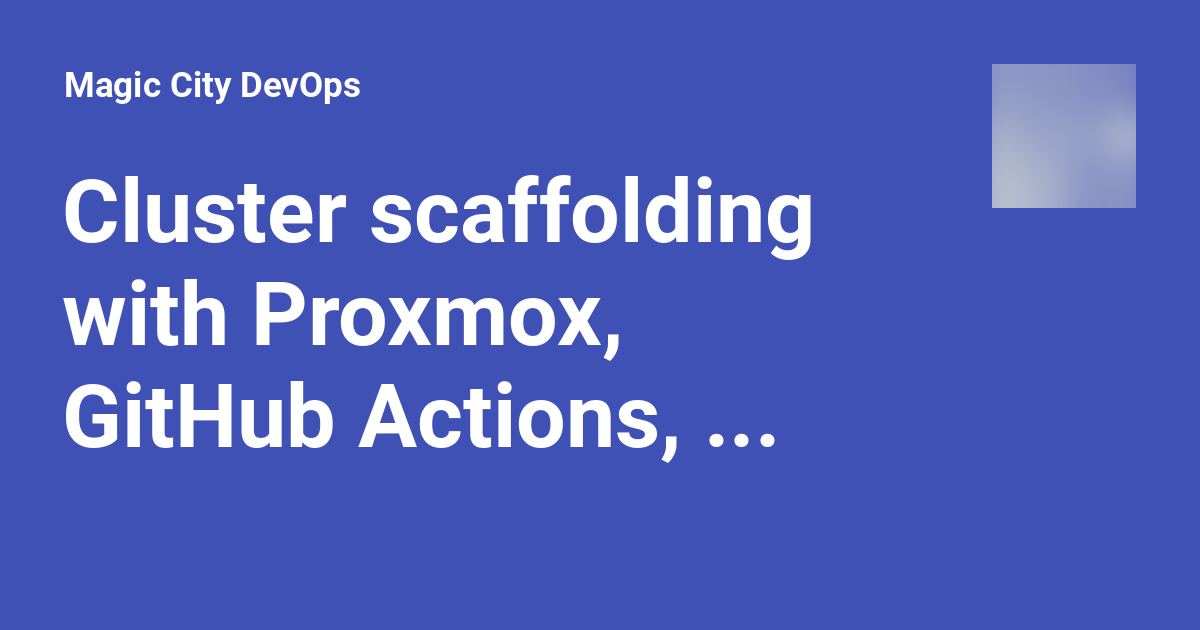 Magic City DevOps
Cluster scaffolding
with Proxmox,
GitHub Actions, ...